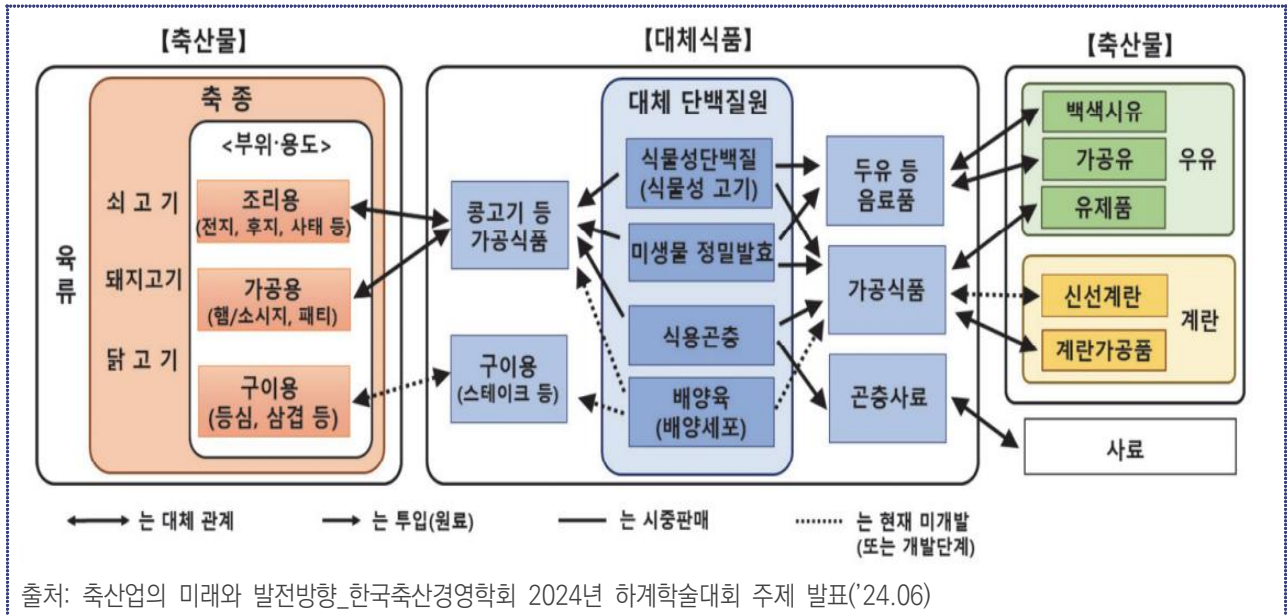 【축산물】
【대체식품】
【축산물】
육류
축 종
<부위·용도>
쇠 고 기
조리용
(전지, 후지, 사태 등)
돼지고기
가공용
(햄/소시지, 패티)
닭 고 기
구이용
(등심, 삼겹 등)
콩고기 등
가공식품
구이용
(스테이크 등)
대체 단백질원
식물성단백질
(식물성 고기)
미생물 정밀발효
식용곤충
배양육
(배양세포)
두유 등
음료품
가공식품
곤충사료
백색시유
가공유
유제품
우유
신선계란
계란가공품
계란
사료
는 대체 관계
는 투입(원료)
는 시중판매
는 현재 미개발
(또는 개발단계)
출처: 축산업의 미래와 발전방향_한국축산경영학회 2024년 하계학술대회 주제 발표('24.06)